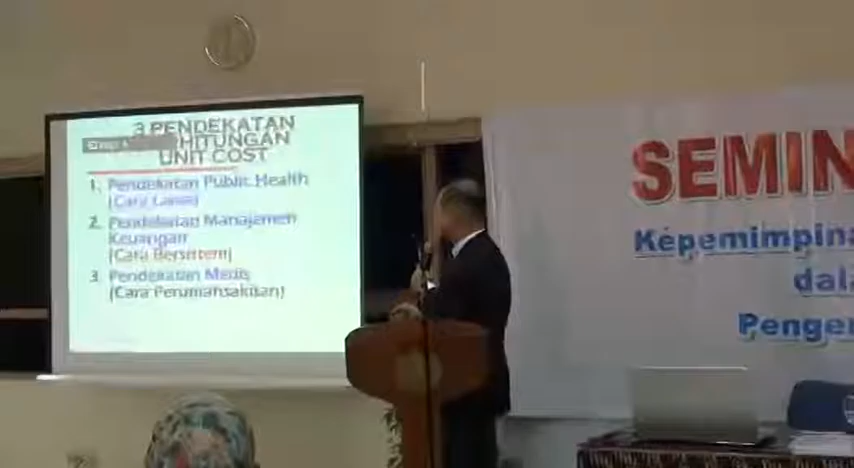 3 PENDEKATAN
HITUNGAN
UNIT COST
1. Pendekatan Public Health
(Cara Lama)
2. Pendekatan Manajemen
Keuangan
(Cara Bersistem)
3. Pendekatan Medis
(Cara Perumahsakitan)
SEMIN
Kepemimpina
dala
Penge